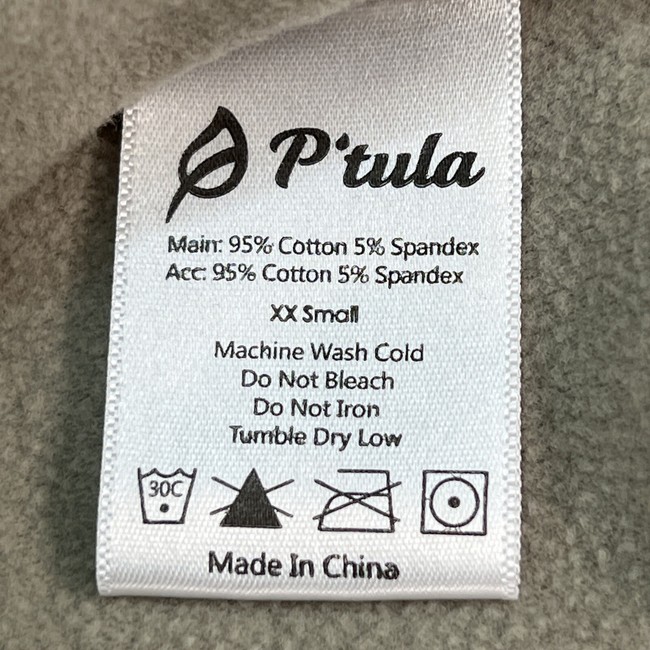 P'tula
Main: 95% Cotton 5% Spandex
Acc: 95% Cotton 5% Spandex
XX Small
Machine Wash Cold
Do Not Bleach
Do Not Iron
Tumble Dry Low
30C
Made In China